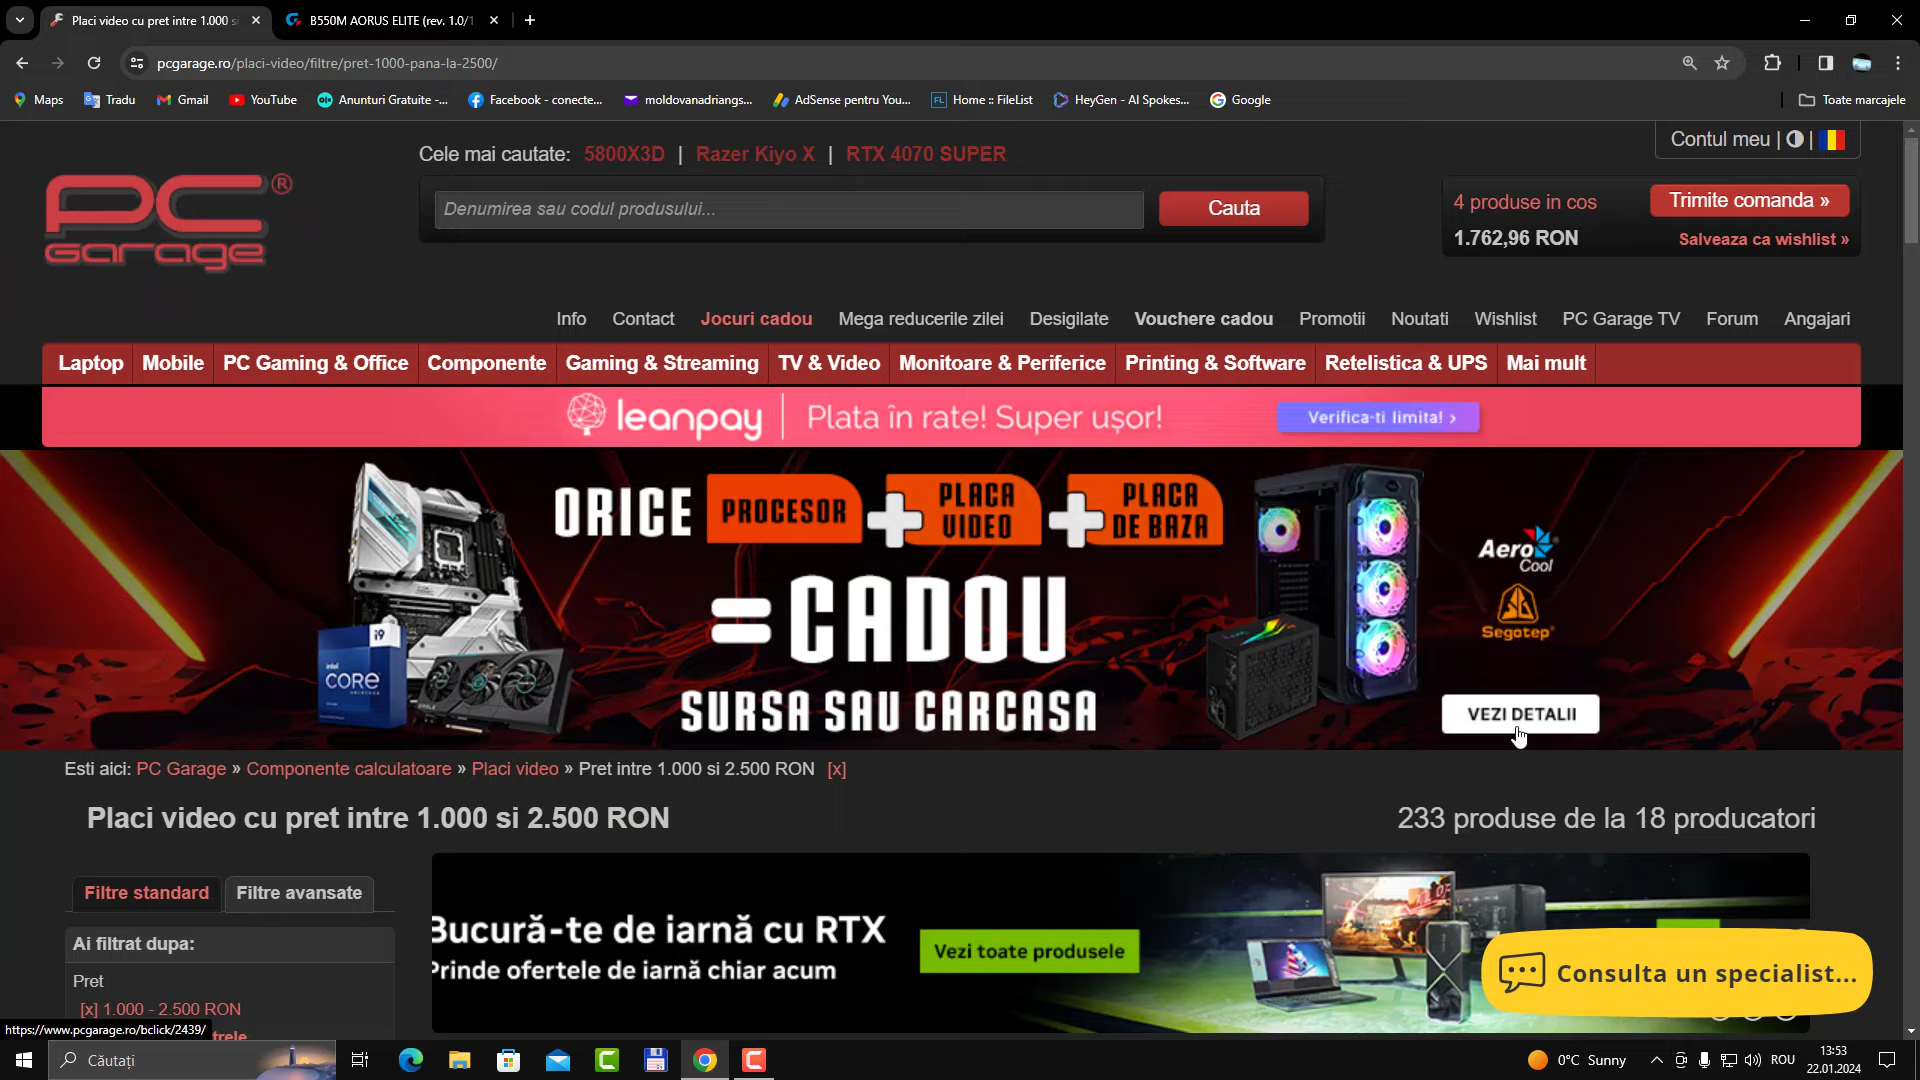 Placi video cu pret intre 1.000 si
B550M AORUS ELITE (rev. 1.0/1
pcgarage.ro/placi-video/filtre/pret-1000-pana-la-2500/
Maps
Tradu
Gmail
YouTube
Anunturi Gratuite -...
Facebook - conecte...
moldovanadriangs...
AdSense pentru You...
FL
Home :: FileList
HeyGen - AI Spokes...
Google
Toate marcajele
Contul meu |
Cele mai cautate: 5800X3D | Razer Kiyo X | RTX 4070 SUPER
PC Garage ®
Denumirea sau codul produsului...
Cauta
4 produse in cos
Trimite comanda »
1.762,96 RON
Salveaza ca wishlist »
Info
Contact
Jocuri cadou
Mega reducerile zilei
Desigilate
Vouchere cadou
Promotii
Noutati
Wishlist
PC Garage TV
Forum
Angajari
Laptop
Mobile
PC Gaming & Office
Componente
Gaming & Streaming
TV & Video
Monitoare & Periferice
Printing & Software
Retelistica & UPS
Mai mult
leanpay
Plata în rate! Super ușor!
Verifica-ti limita! >
ORICE PROCESOR + PLACA VIDEO + PLACA DE BAZA
= CADOU
SURSA SAU CARCASA
intel CORE i9
AeroCool
Segotep
VEZI DETALII
Esti aici: PC Garage » Componente calculatoare » Placi video » Pret intre 1.000 si 2.500 RON [x]
Placi video cu pret intre 1.000 si 2.500 RON
233 produse de la 18 producatori
Filtre standard
Filtre avansate
Ai filtrat dupa:
Pret
[x] 1.000 - 2.500 RON
trele
Bucură-te de iarnă cu RTX
Prinde ofertele de iarnă chiar acum
Vezi toate produsele
Consulta un specialist...
https://www.pcgarage.ro/bclick/2439/
Căutați
0°C Sunny
ROU
13:53
22.01.2024